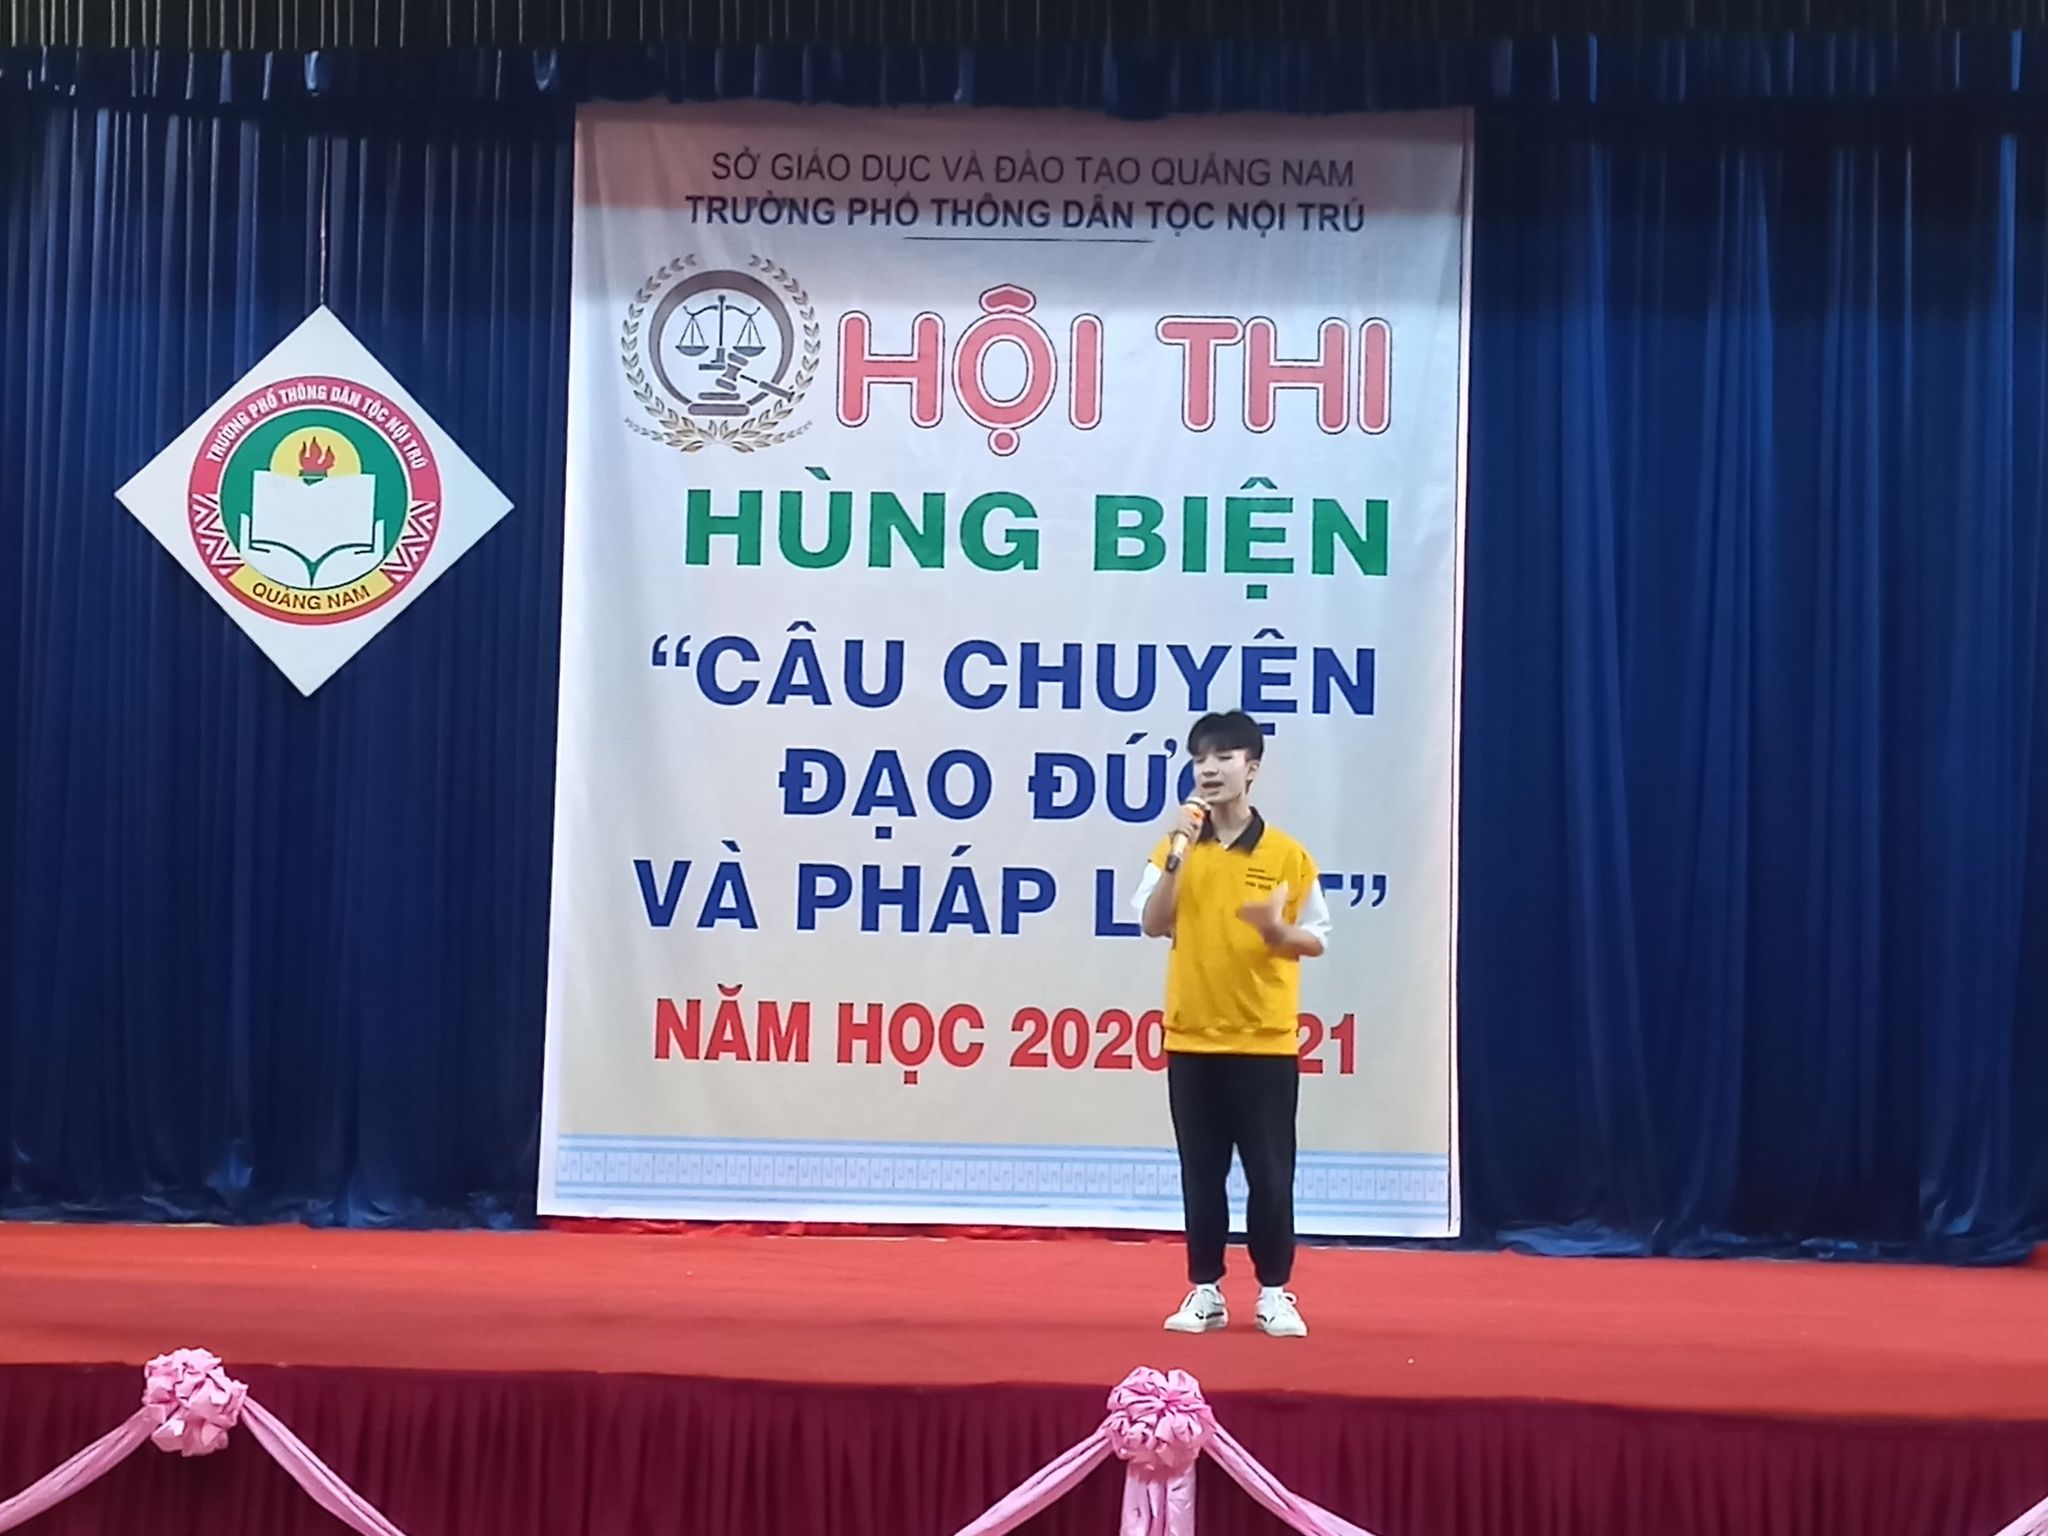 SỞ GIÁO DỤC VÀ ĐÀO TẠO QUẢNG NAM
TRƯỜNG PHỔ THÔNG DÂN TỘC NỘI TRÚ
HỘI THI
HÙNG BIỆN
“CÂU CHUYỆN
ĐẠO ĐỨC
VÀ PHÁP L T”
NĂM HỌC 2020 21
TRƯỜNG PHỔ THÔNG DÂN TỘC NỘI TRÚ
QUẢNG NAM